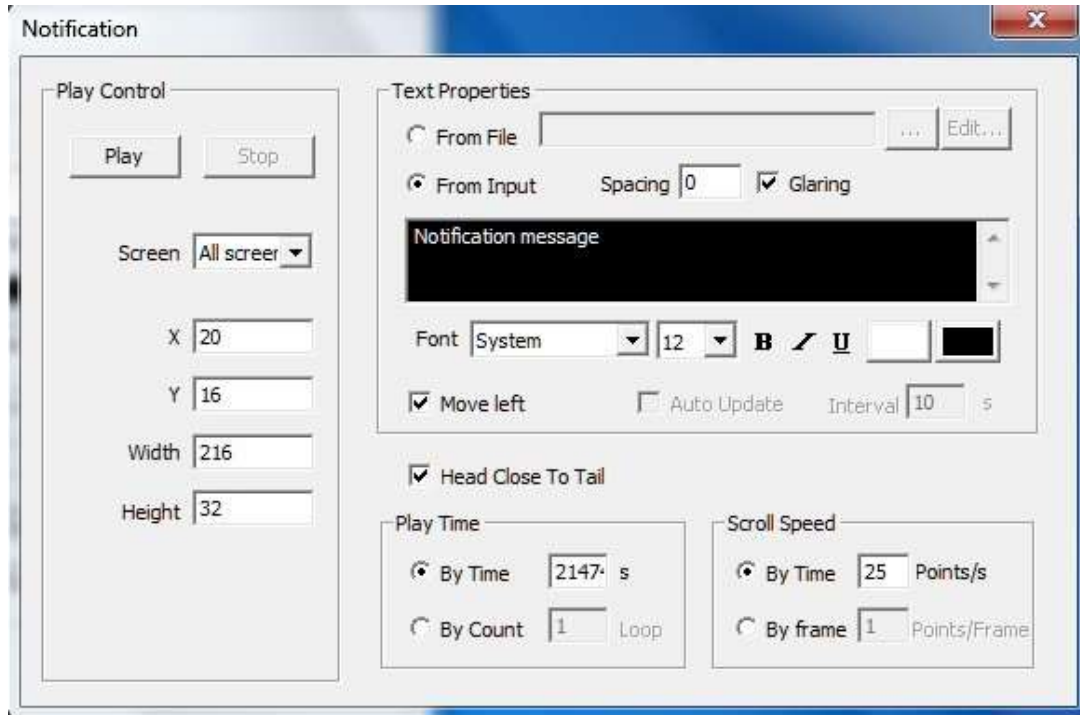 Notification
x
Play Control
Play Stop
Screen All screen
X 20
Y 16
Width 216
Height 32
Text Properties
From File ... Edit...
From Input Spacing 0 Glaring
Notification message
Font System 12 B I U
Move left Auto Update Interval 10 s
Head Close To Tail
Play Time
By Time 2147 s
By Count 1 Loop
Scroll Speed
By Time 25 Points/s
By frame 1 Points/Frame